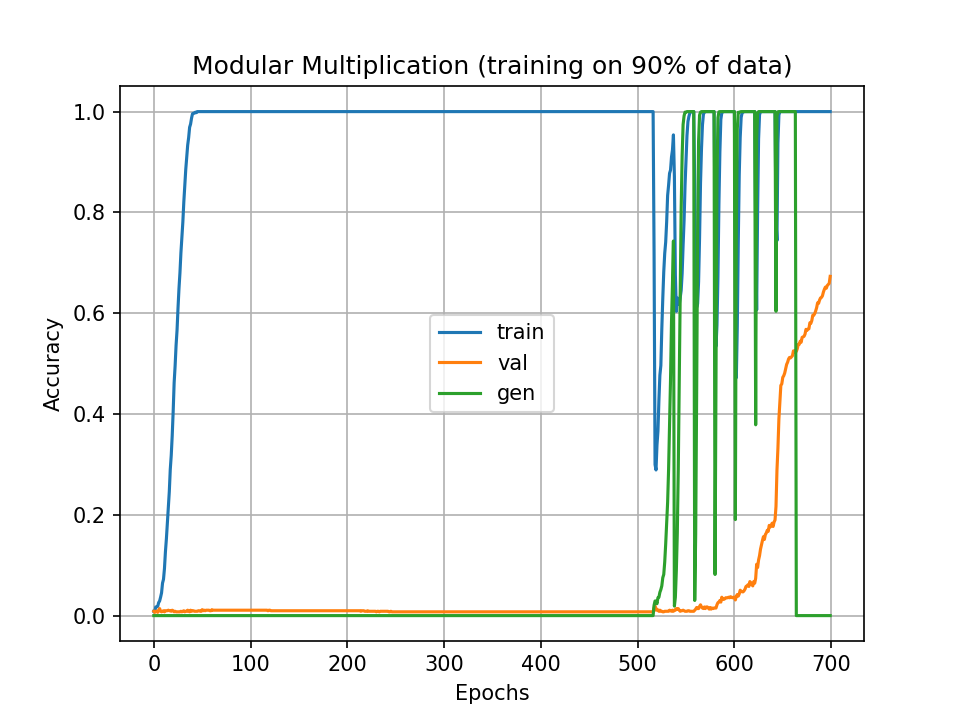 Modular Multiplication (training on 90% of data)
Accuracy
1.0
0.8
0.6
0.4
0.2
0.0
train
val
gen
0 100 200 300 400 500 600 700
Epochs